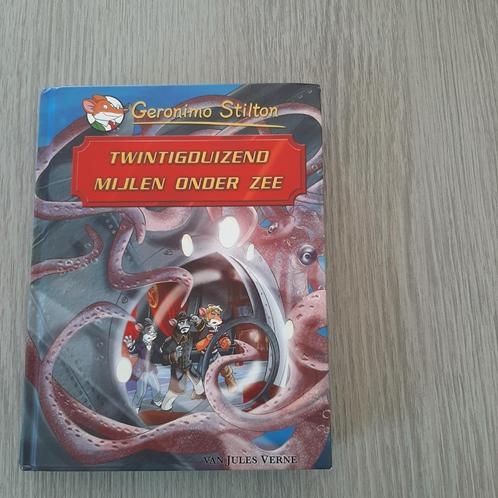 Geronimo Stilton
TWINTIGDUIZEND
MIJLEN ONDER ZEE
VAN JULES VERNE